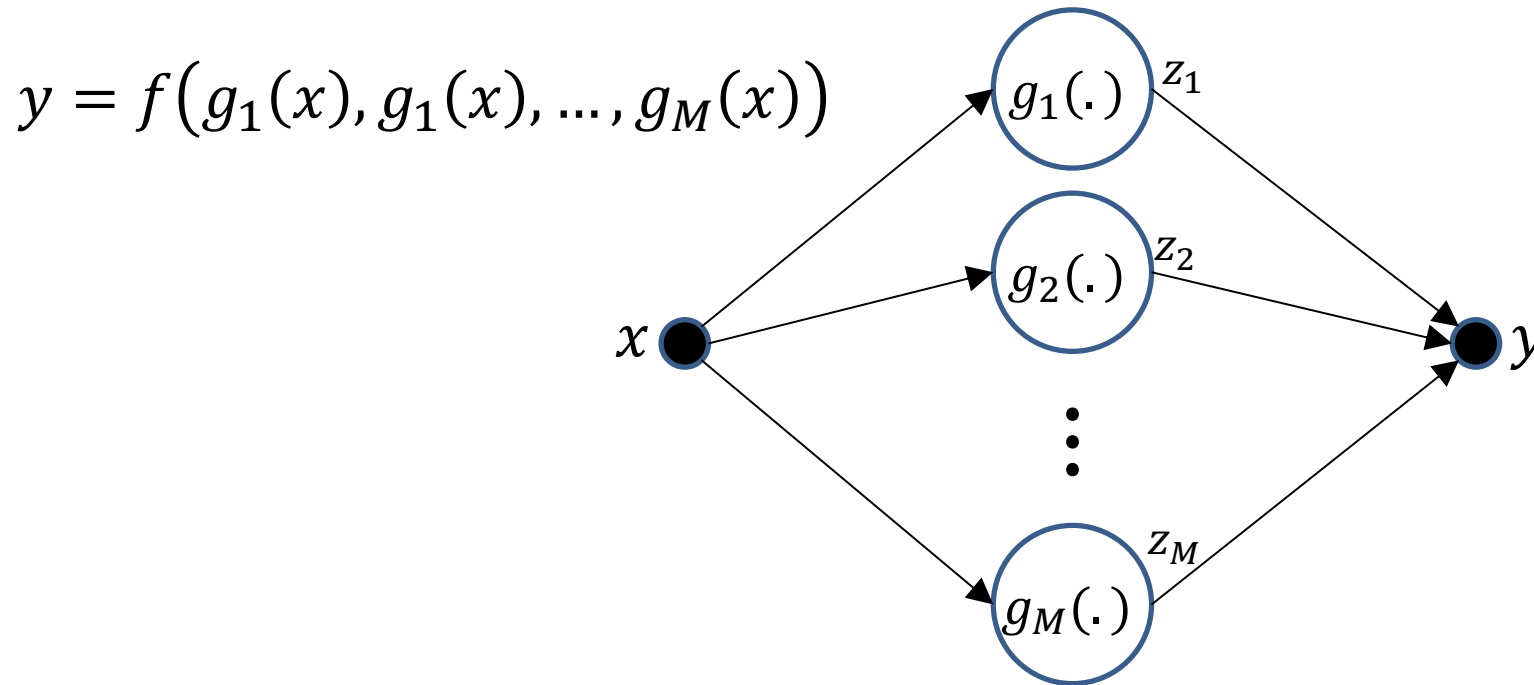 y = f(g₁(x), g₁(x), ..., g_M(x))
g₁(.) z₁
g₂(.) z₂
x
y
⋮
z_M
g_M(.)